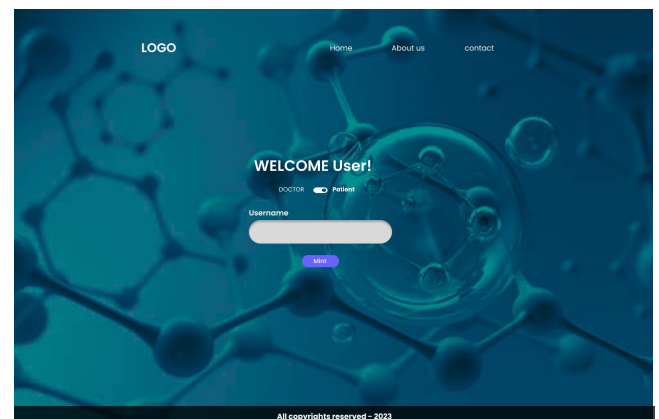 LOGO Home About us contact
WELCOME User!
DOCTOR Patient
Username
Mint
All copyrights reserved - 2023